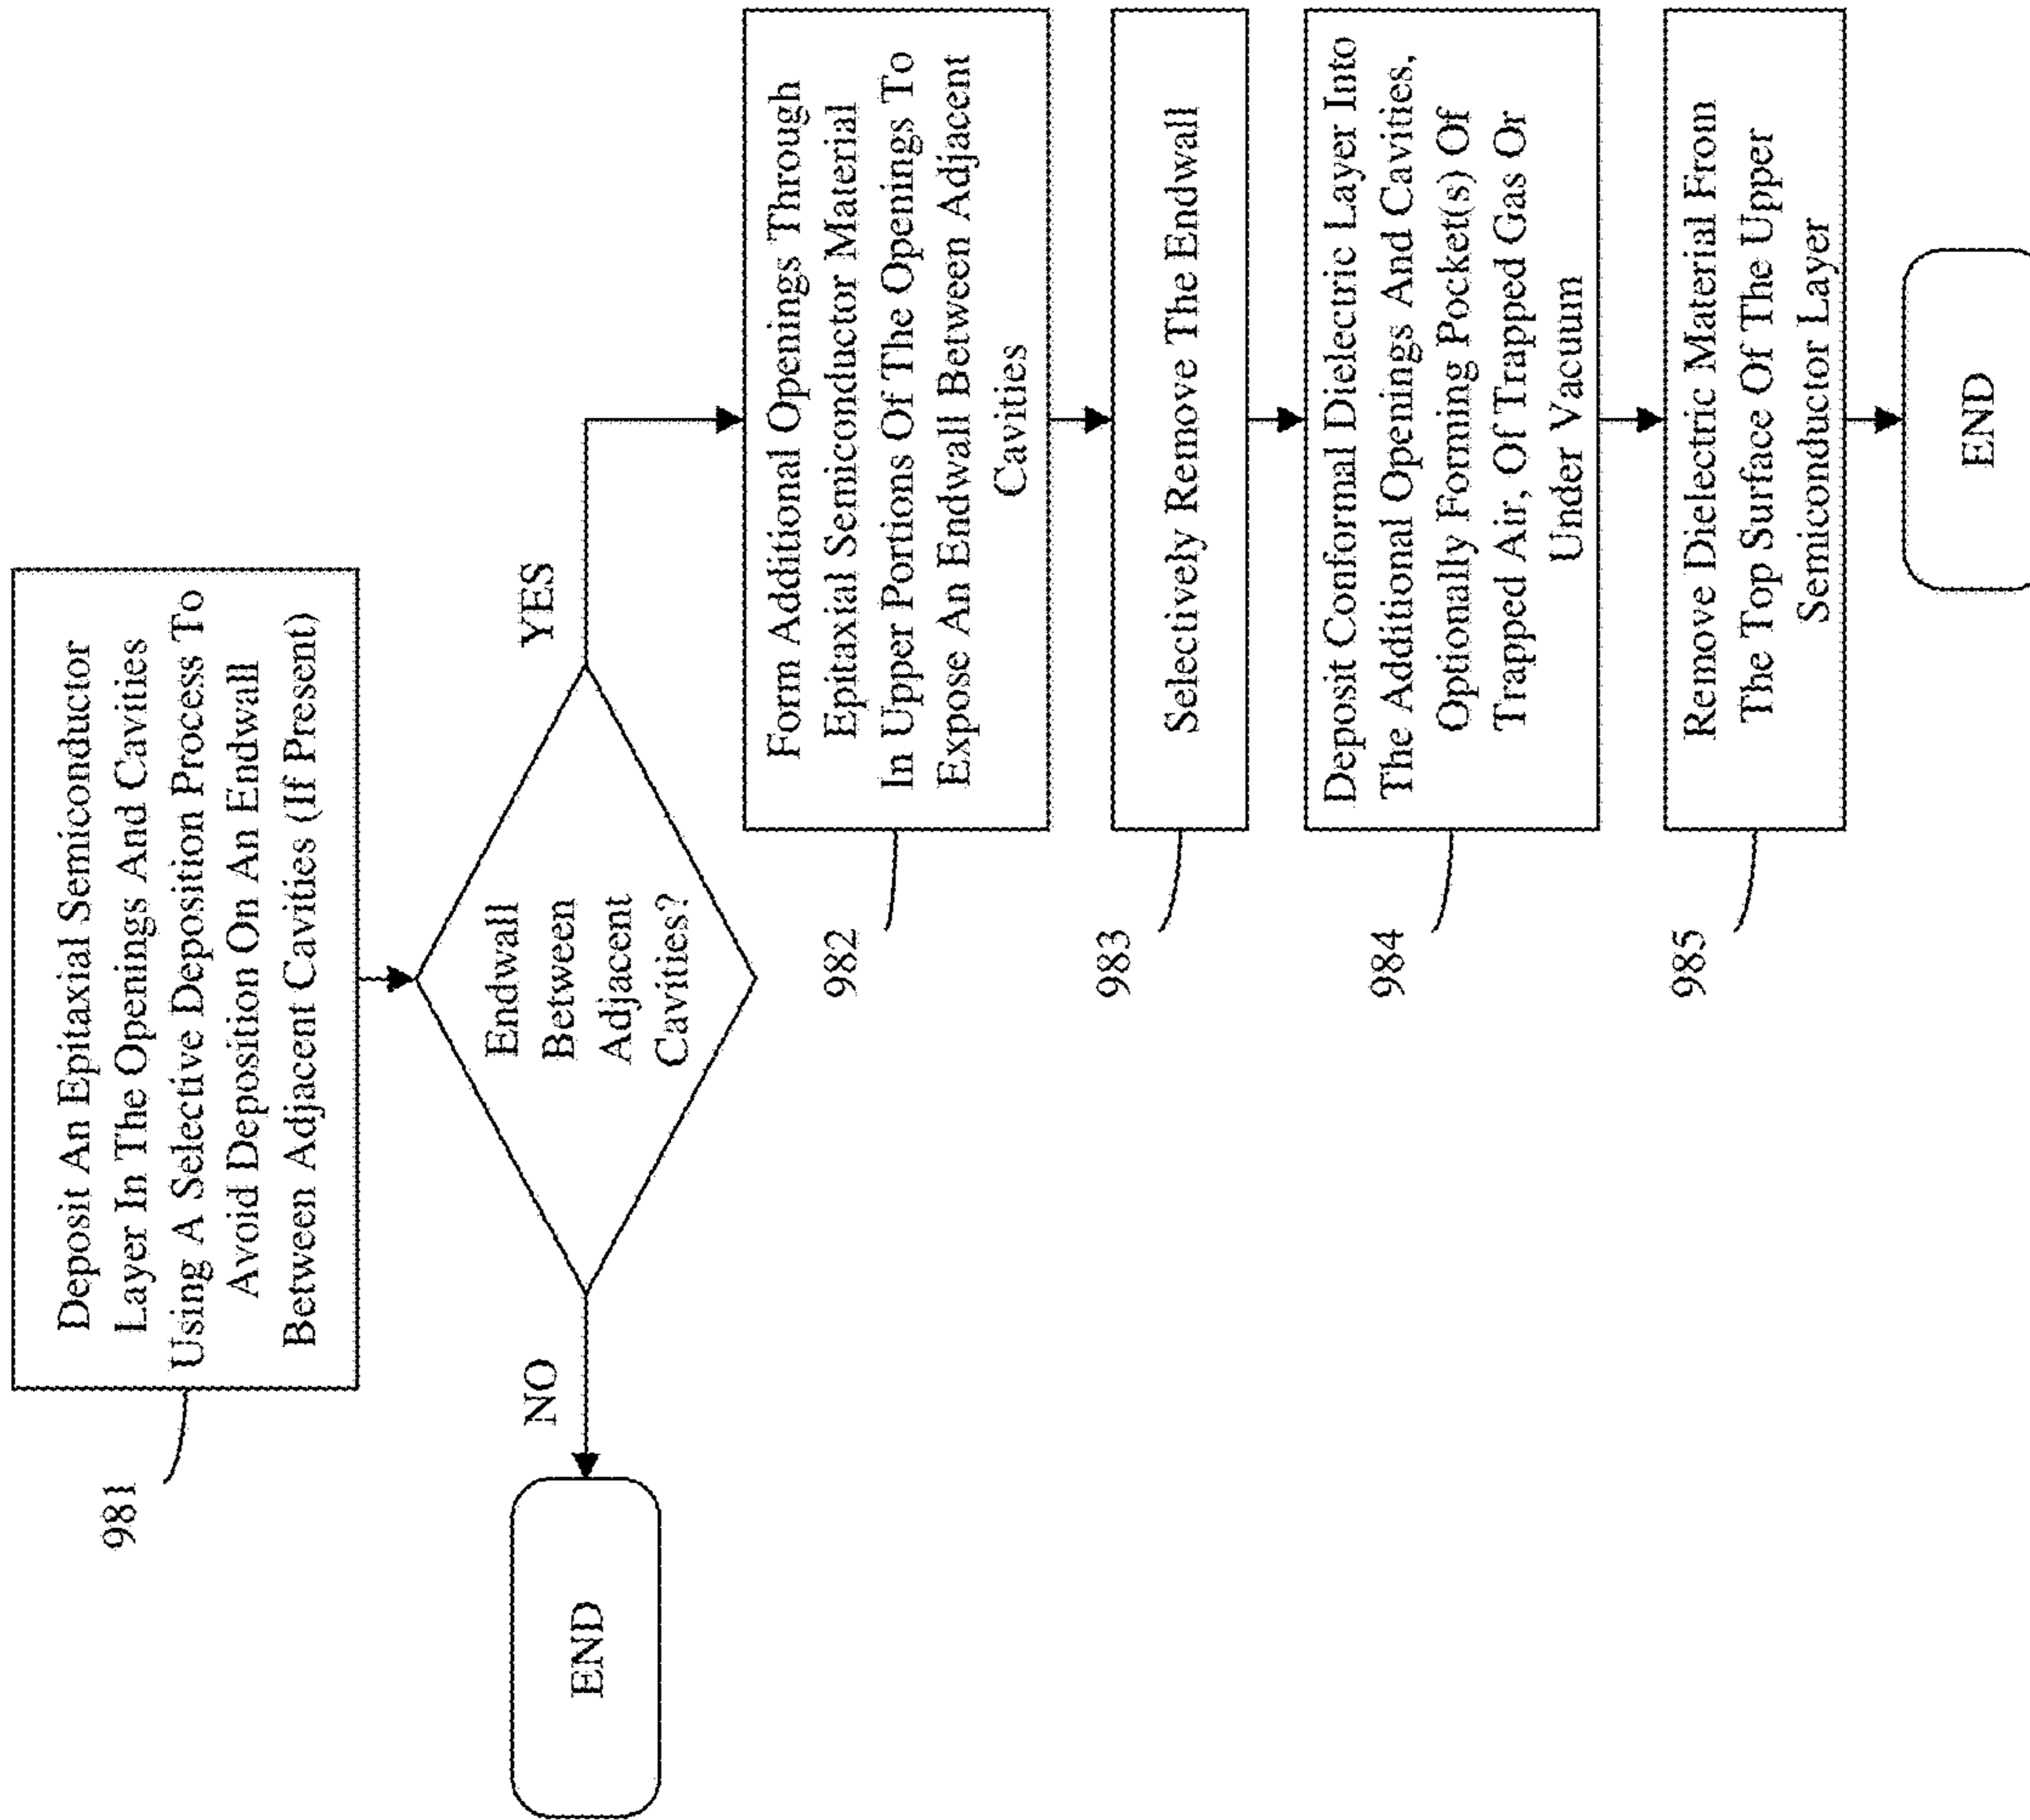 981
Deposit An Epitaxial Semiconductor
Layer In The Openings And Cavities
Using A Selective Deposition Process To
Avoid Deposition On An Endwall
Between Adjacent Cavities (If Present)
Endwall
Between
Adjacent
Cavities?
NO
YES
END
982
Form Additional Openings Through
Epitaxial Semiconductor Material
In Upper Portions Of The Openings To
Expose An Endwall Between Adjacent
Cavities
983
Selectively Remove The Endwall
984
Deposit Conformal Dielectric Layer Into
The Additional Openings And Cavities,
Optionally Forming Pocket(s) Of
Trapped Air, Of Trapped Gas Or
Under Vacuum
985
Remove Dielectric Material From
The Top Surface Of The Upper
Semiconductor Layer
END